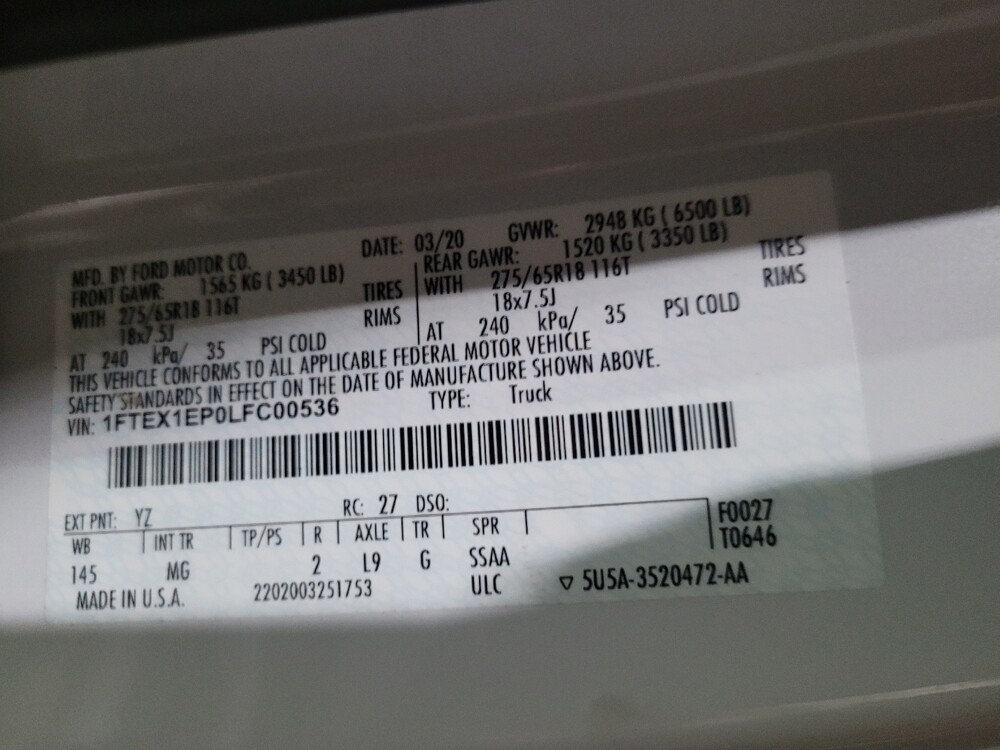 MFD. BY FORD MOTOR CO. DATE: 03/20 GVWR: 2948 KG ( 6500 LB)
FRONT GAWR: 1565 KG ( 3450 LB) REAR GAWR: 1520 KG ( 3350 LB)
WITH 275/65R18 116T TIRES WITH 275/65R18 116T TIRES
18x7.5J RIMS 18x7.5J RIMS
AT 240 kPa/ 35 PSI COLD AT 240 kPa/ 35 PSI COLD
THIS VEHICLE CONFORMS TO ALL APPLICABLE FEDERAL MOTOR VEHICLE
SAFETY STANDARDS IN EFFECT ON THE DATE OF MANUFACTURE SHOWN ABOVE.
VIN: 1FTEX1EP0LFC00536 TYPE: Truck
EXT PNT: YZ RC: 27 DSO: F0027
WB INT TR TP/PS R AXLE TR SPR T0646
145 MG 2 L9 G SSAA
MADE IN U.S.A. 2202003251753 ULC ▽ 5U5A-3520472-AA